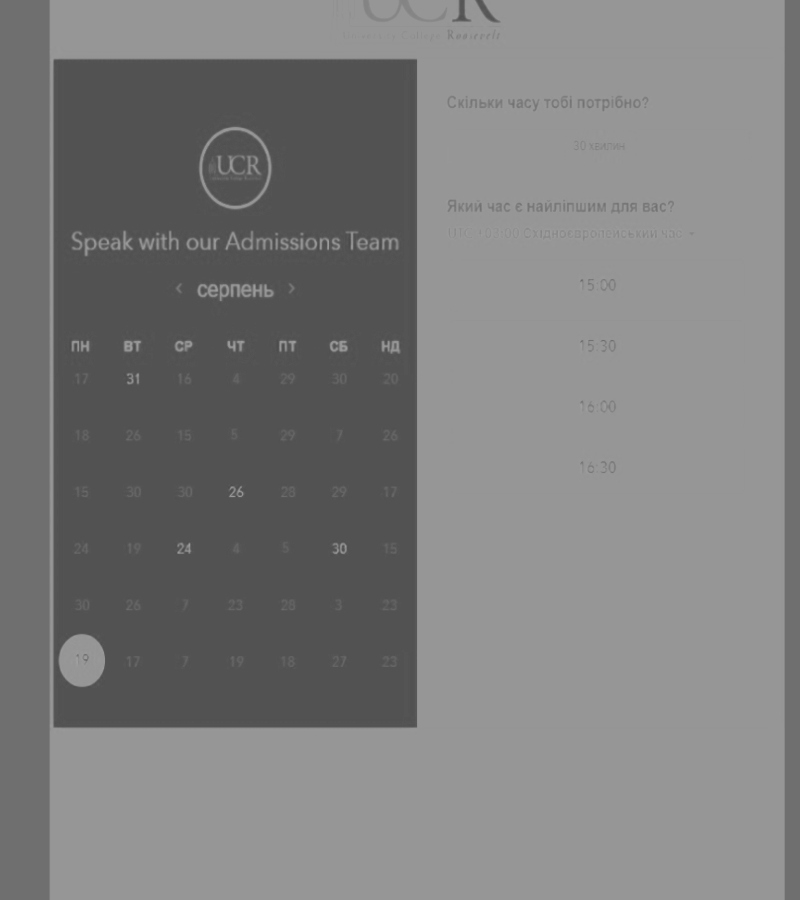 UCR
University College Roosevelt
UCR
Speak with our Admissions Team
< серпень >
ПН ВТ СР ЧТ ПТ СБ НД
17 31 16 4 29 30 20
18 26 15 5 29 7 26
15 30 30 26 28 29 17
24 19 24 4 5 30 15
30 26 7 23 28 3 23
19 17 7 19 18 27 23
Скільки часу тобі потрібно?
30 хвилин
Який час є найліпшим для вас?
UTC +03:00 Східноєвропейський час
15:00
15:30
16:00
16:30